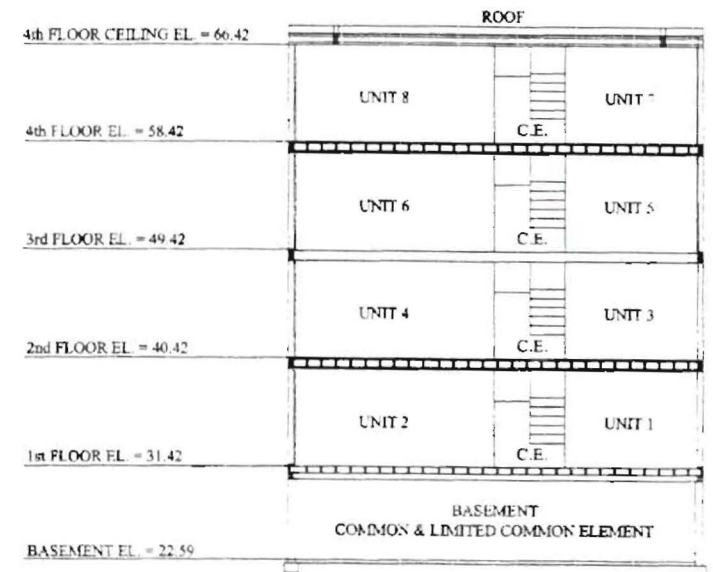 ROOF
4th FLOOR CEILING EL. = 66.42
UNIT 8
UNIT 7
C.E.
4th FLOOR EL. = 58.42
UNIT 6
UNIT 5
C.E.
3rd FLOOR EL. = 49.42
UNIT 4
UNIT 3
C.E.
2nd FLOOR EL. = 40.42
UNIT 2
UNIT 1
C.E.
1st FLOOR EL. = 31.42
BASEMENT
COMMON & LIMITED COMMON ELEMENT
BASEMENT EL. = 22.59